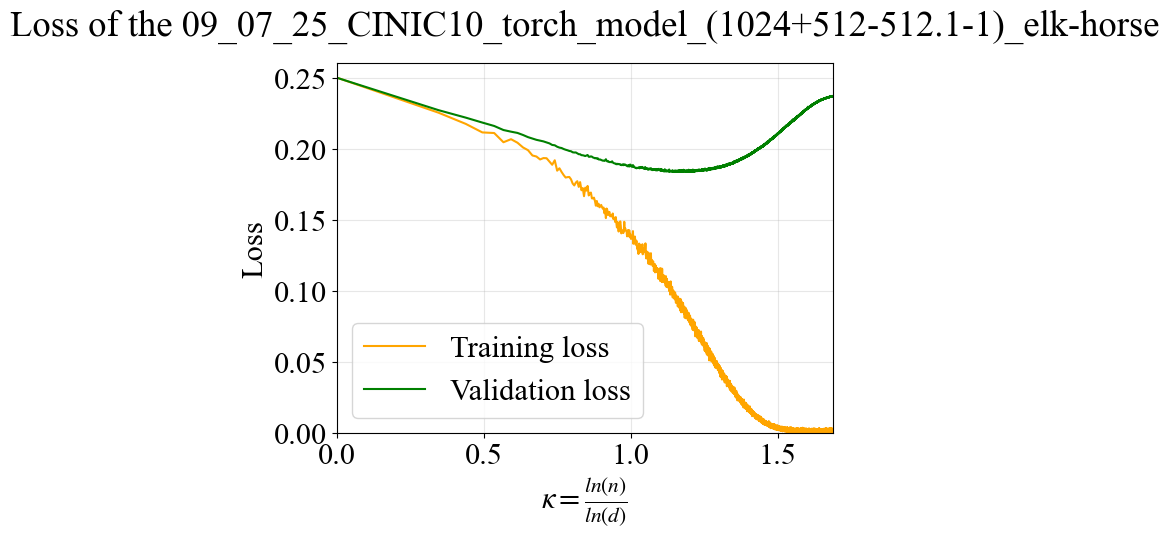 Loss of the 09_07_25_CINIC10_torch_model_(1024+512-512.1-1)_elk-horse
0.25
0.20
0.15
0.10
0.05
0.00
Loss
Training loss
Validation loss
0.0 0.5 1.0 1.5
κ = ln(n)/ln(d)